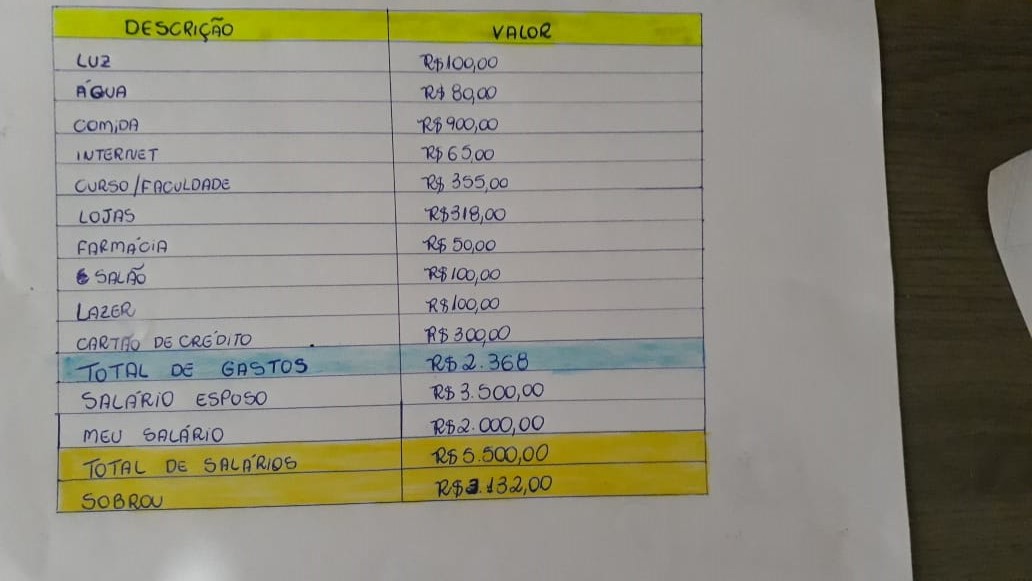 DESCRIÇÃO VALOR
LUZ R$100,00
ÁGUA R$ 80,00
COMIDA R$900,00
INTERNET R$65,00
CURSO/FACULDADE R$ 355,00
LOJAS R$318,00
FARMÁCIA R$ 50,00
SALÃO R$100,00
LAZER R$100,00
CARTÃO DE CRÉDITO R$300,00
TOTAL DE GASTOS R$2.368
SALÁRIO ESPOSO R$3.500,00
MEU SALÁRIO R$2.000,00
TOTAL DE SALÁRIOS R$5.500,00
SOBROU R$3.132,00